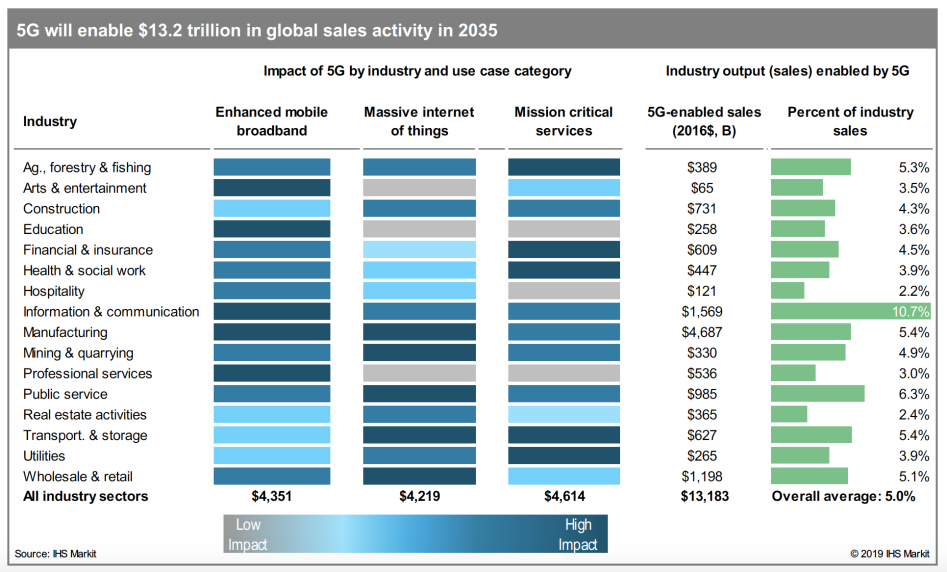 5G will enable $13.2 trillion in global sales activity in 2035
Impact of 5G by industry and use case category Industry output (sales) enabled by 5G
Industry Enhanced mobile broadband Massive internet of things Mission critical services 5G-enabled sales (2016$, B) Percent of industry sales
Ag., forestry & fishing $389 5.3%
Arts & entertainment $65 3.5%
Construction $731 4.3%
Education $258 3.6%
Financial & insurance $609 4.5%
Health & social work $447 3.9%
Hospitality $121 2.2%
Information & communication $1,569 10.7%
Manufacturing $4,687 5.4%
Mining & quarrying $330 4.9%
Professional services $536 3.0%
Public service $985 6.3%
Real estate activities $365 2.4%
Transport. & storage $627 5.4%
Utilities $265 3.9%
Wholesale & retail $1,198 5.1%
All industry sectors $4,351 $4,219 $4,614 $13,183 Overall average: 5.0%
Low Impact High Impact
Source: IHS Markit © 2019 IHS Markit